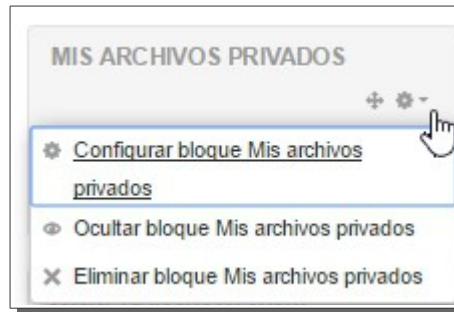 MIS ARCHIVOS PRIVADOS
Configurar bloque Mis archivos
privados
Ocultar bloque Mis archivos privados
Eliminar bloque Mis archivos privados